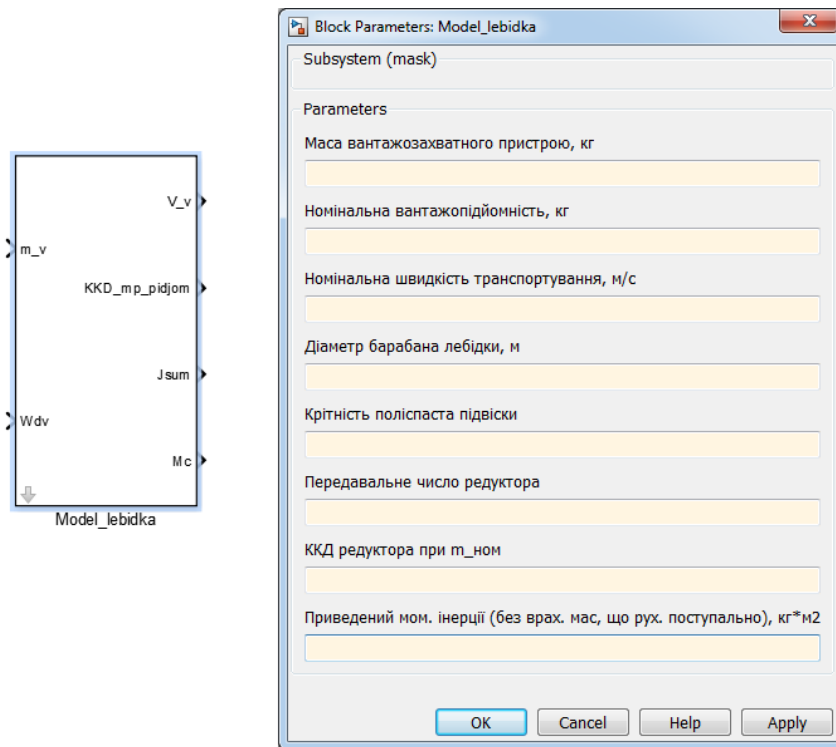 Block Parameters: Model_lebidka
Subsystem (mask)
Parameters
Маса вантажозахватного пристрою, кг
Номінальна вантажопідйомність, кг
Номінальна швидкість транспортування, м/с
Діаметр барабана лебідки, м
Крітність поліспаста підвіски
Передавальне число редуктора
ККД редуктора при m_ном
Приведений мом. інерції (без врах. мас, що рух. поступально), кг*м2
OK
Cancel
Help
Apply
V_v
m_v
KKD_mp_pidjom
Jsum
Wdv
Mc
Model_lebidka